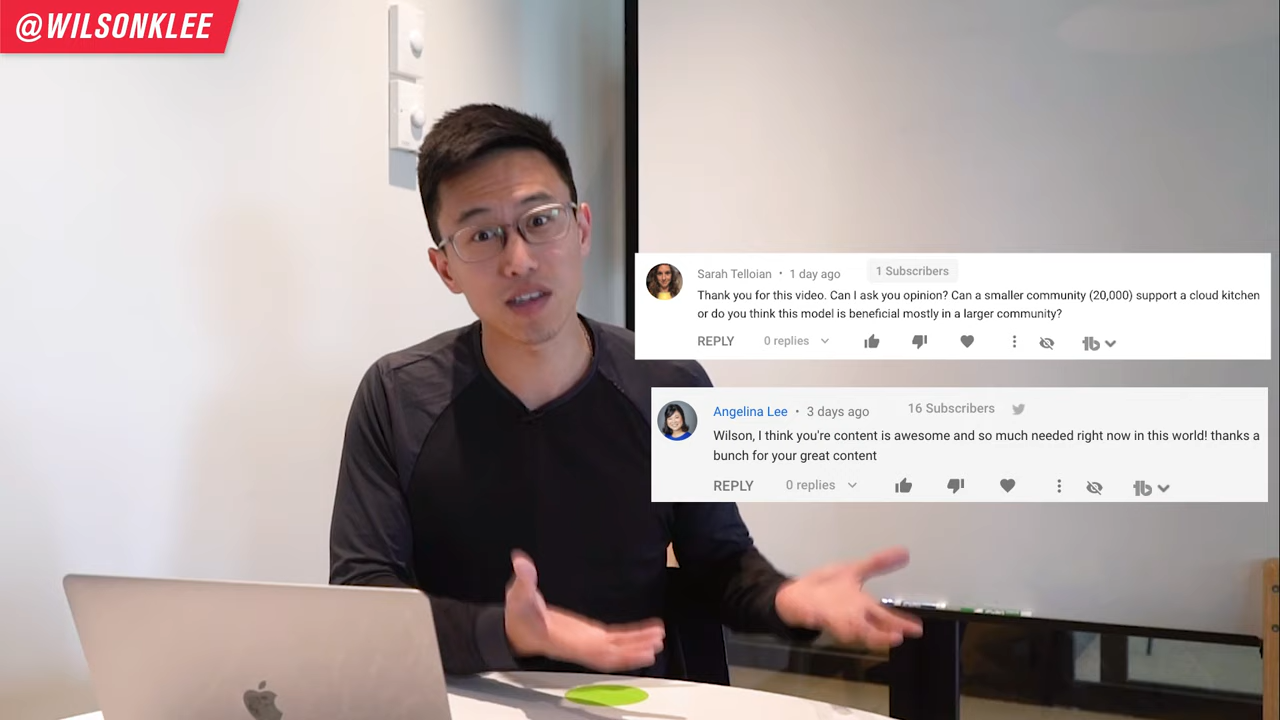 @WILSONKLEE
Sarah Telloian • 1 day ago 1 Subscribers
Thank you for this video. Can I ask you opinion? Can a smaller community (20,000) support a cloud kitchen
or do you think this model is beneficial mostly in a larger community?
REPLY 0 replies
Angelina Lee • 3 days ago 16 Subscribers
Wilson, I think you're content is awesome and so much needed right now in this world! thanks a
bunch for your great content
REPLY 0 replies